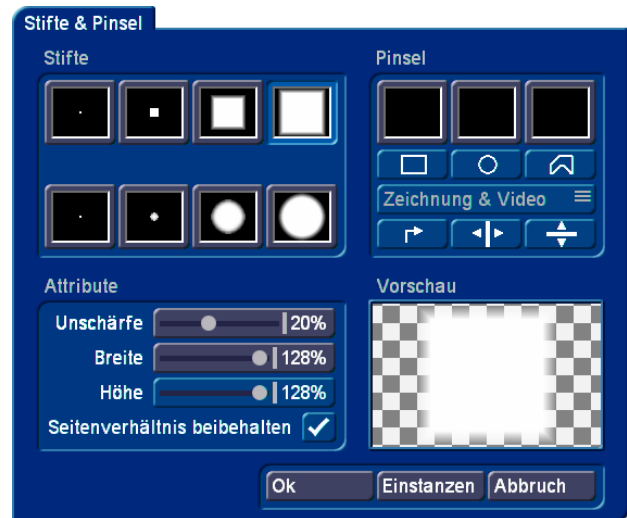 Stifte & Pinsel
Stifte
Pinsel
Zeichnung & Video
Attribute
Unschärfe 20%
Breite 128%
Höhe 128%
Seitenverhältnis beibehalten
Vorschau
Ok
Einstanzen
Abbruch